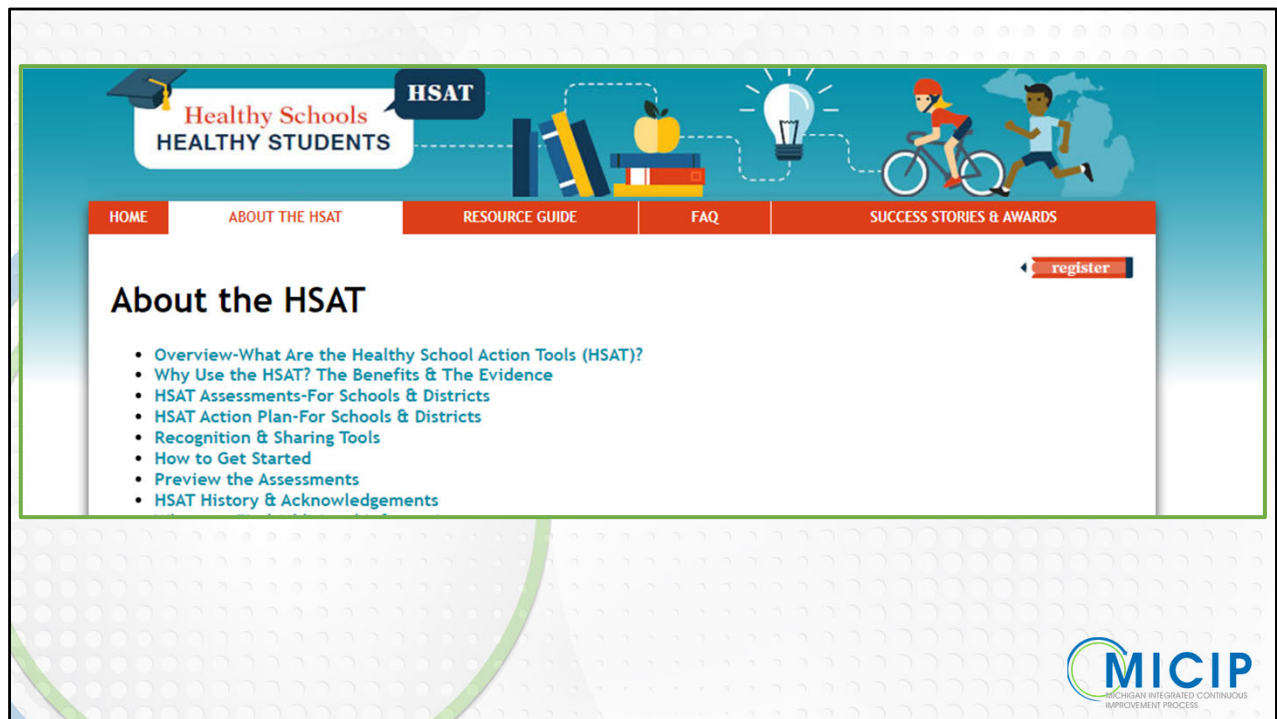 HSAT
Healthy Schools
HEALTHY STUDENTS
HOME
ABOUT THE HSAT
RESOURCE GUIDE
FAQ
SUCCESS STORIES & AWARDS
register
About the HSAT
• Overview-What Are the Healthy School Action Tools (HSAT)?
• Why Use the HSAT? The Benefits & The Evidence
• HSAT Assessments-For Schools & Districts
• HSAT Action Plan-For Schools & Districts
• Recognition & Sharing Tools
• How to Get Started
• Preview the Assessments
• HSAT History & Acknowledgements
MICIP
MICHIGAN INTEGRATED CONTINUOUS
IMPROVEMENT PROCESS